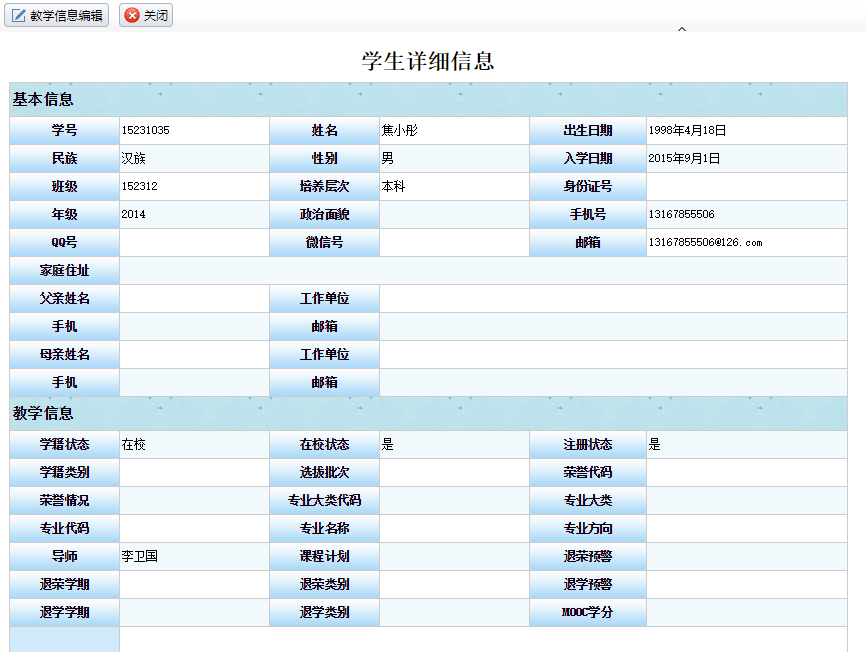 教学信息编辑 关闭
学生详细信息
基本信息
学号 15231035 姓名 焦小彤 出生日期 1998年4月18日
民族 汉族 性别 男 入学日期 2015年9月1日
班级 152312 培养层次 本科 身份证号
年级 2014 政治面貌 手机号 13167855506
QQ号 微信号 邮箱 13167855506@126.com
家庭住址
父亲姓名 工作单位
手机 邮箱
母亲姓名 工作单位
手机 邮箱
教学信息
学籍状态 在校 在校状态 是 注册状态 是
学籍类别 选拔批次 荣誉代码
荣誉情况 专业大类代码 专业大类
专业代码 专业名称 专业方向
导师 李卫国 课程计划 退荣预警
退荣学期 退荣类别 退学预警
退学学期 退学类别 MOOC学分